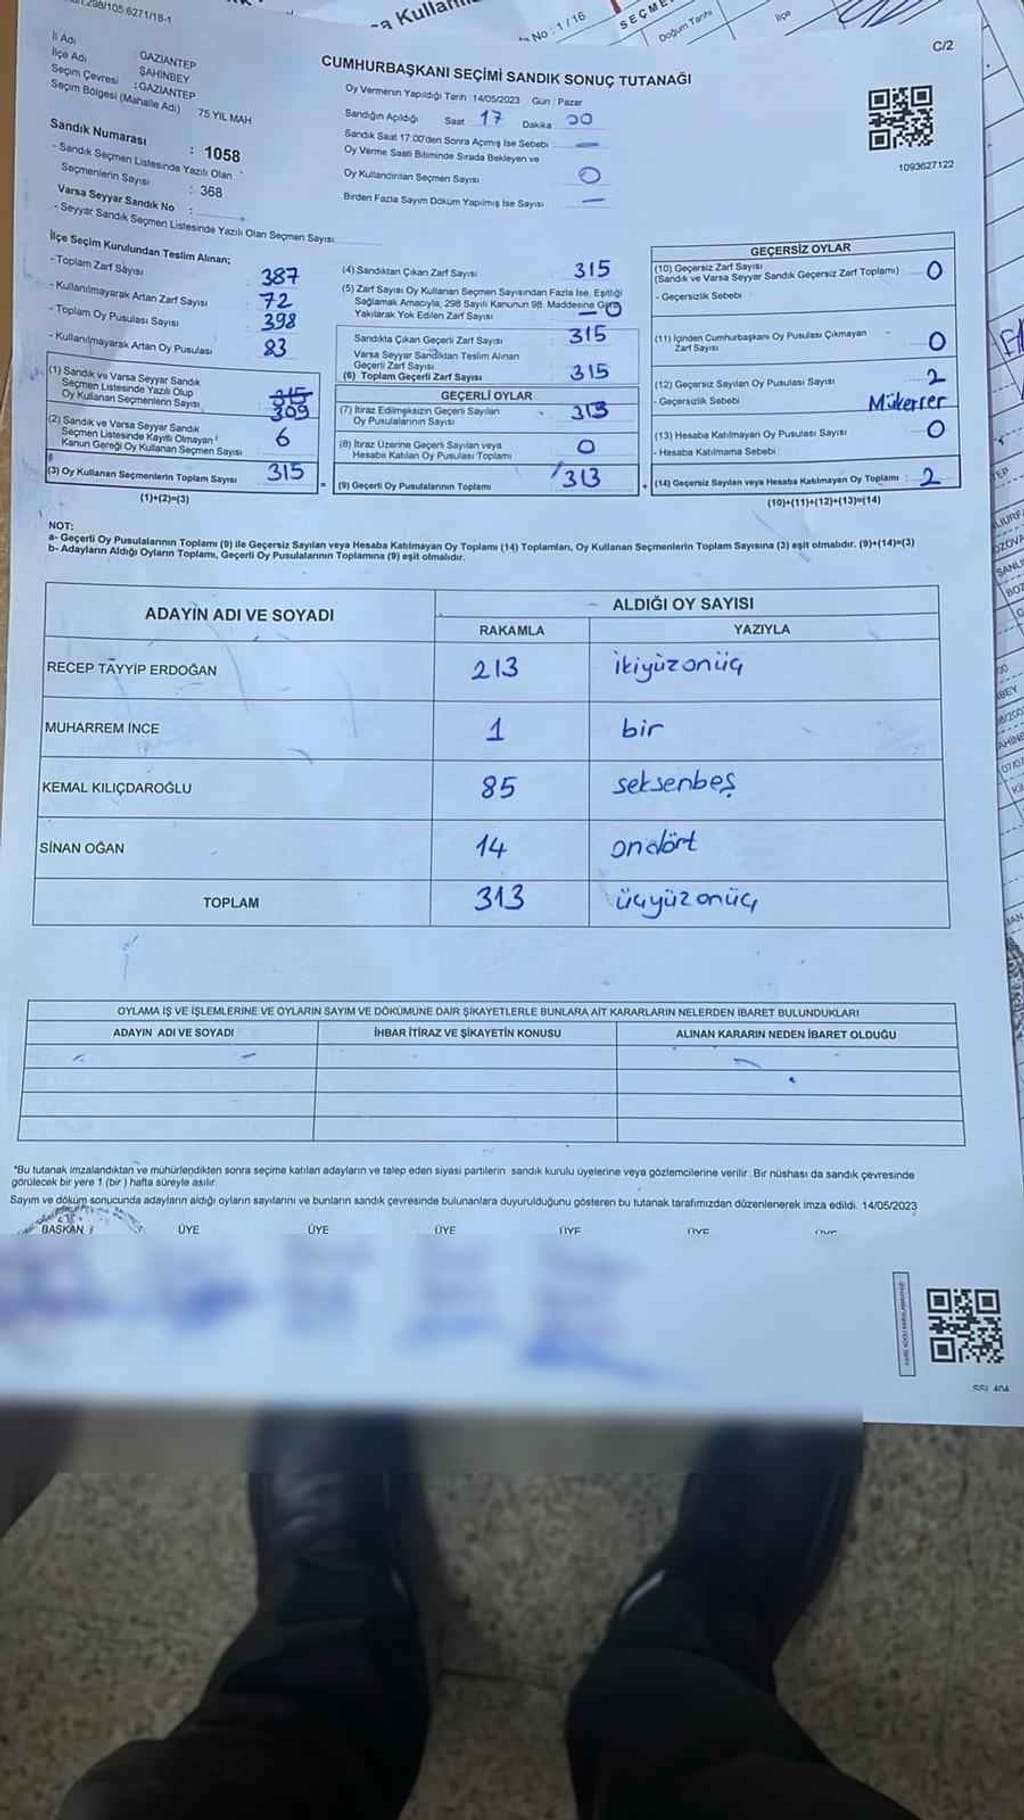 C/2
CUMHURBAŞKANI SEÇİMİ SANDIK SONUÇ TUTANAĞI
İl Adı : GAZİANTEP
İlçe Adı ŞAHİNBEY
Seçim Çevresi :GAZİANTEP
Seçim Bölgesi (Mahalle Adı) 75 YIL MAH
Sandık Numarası : 1058
- Sandık Seçmen Listesinde Yazılı Olan
Seçmenlerin Sayısı : 368
Varsa Seyyar Sandık No :
- Seyyar Sandık Seçmen Listesinde Yazılı Olan Seçmen Sayısı
Oy Vermenin Yapıldığı Tarih :14/05/2023 Gün : Pazar
Sandığın Açıldığı Saat 17 Dakika 00
Sandık Saat 17:00'den Sonra Açımış İse Sebebi —
Oy Verme Saati Bitiminde Sırada Bekleyen ve
Oy Kullandırılan Seçmen Sayısı 0
Birden Fazla Sayım Döküm Yapılmış İse Sayısı —
1093627122
İlçe Seçim Kurulundan Teslim Alınan;
- Toplam Zarf Sayısı 387
- Kullanılmayarak Artan Zarf Sayısı 72
- Toplam Oy Pusulası Sayısı 398
- Kullanılmayarak Artan Oy Pusulası 83
(1) Sandık ve Varsa Seyyar Sandık
Seçmen Listesinde Yazılı Olup 315
Oy Kullanan Seçmenlerin Sayısı 309
(2) Sandık ve Varsa Seyyar Sandık
Seçmen Listesinde Kayıtlı Olmayan
Kanun Gereği Oy Kullanan Seçmen Sayısı 6
(3) Oy Kullanan Seçmenlerin Toplam Sayısı 315
(1)+(2)=(3)
(4) Sandıktan Çıkan Zarf Sayısı 315
(5) Zarf Sayısı Oy Kullanan Seçmen Sayısından Fazla İse, Eşitliği
Sağlamak Amacıyla, 298 Sayılı Kanunun 98. Maddesine Göre
Yakılarak Yok Edilen Zarf Sayısı 0
Sandıkta Çıkan Geçerli Zarf Sayısı 315
Varsa Seyyar Sandıktan Teslim Alınan
Geçerli Zarf Sayısı
(6) Toplam Geçerli Zarf Sayısı 315
GEÇERLİ OYLAR
(7) İtiraz Edilmeksizin Geçerli Sayılan
Oy Pusulasının Sayısı 313
(8) İtiraz Üzerine Geçerli Sayılan veya
Hesaba Katılan Oy Pusulası Toplamı 0
= (9) Geçerli Oy Pusulalarının Toplamı 313
GEÇERSİZ OYLAR
(10) Geçersiz Zarf Sayısı
(Sandık ve Varsa Seyyar Sandık Geçersiz Zarf Toplamı) 0
- Geçersizlik Sebebi
(11) İçinden Cumhurbaşkanı Oy Pusulası Çıkmayan
Zarf Sayısı 0
(12) Geçersiz Sayılan Oy Pusulası Sayısı 2
- Geçersizlik Sebebi Mükerrer
(13) Hesaba Katılmayan Oy Pusulası Sayısı 0
- Hesaba Katılmama Sebebi
+ (14) Geçersiz Sayılan veya Hesaba Katılmayan Oy Toplamı : 2
(10)+(11)+(12)+(13)=(14)
NOT:
a- Geçerli Oy Pusulalarının Toplamı (9) ile Geçersiz Sayılan veya Hesaba Katılmayan Oy Toplamı (14) Toplamları, Oy Kullanan Seçmenlerin Toplam Sayısına (3) eşit olmalıdır. (9)+(14)=(3)
b- Adayların Aldığı Oyların Toplamı, Geçerli Oy Pusulalarının Toplamına (9) eşit olmalıdır.
ADAYIN ADI VE SOYADI ALDIĞI OY SAYISI
RAKAMLA YAZIYLA
RECEP TAYYİP ERDOĞAN 213 ikiyüzonüç
MUHARREM İNCE 1 bir
KEMAL KILIÇDAROĞLU 85 seksenbeş
SİNAN OĞAN 14 ondört
TOPLAM 313 üçyüzonüç
OYLAMA İŞ VE İŞLEMLERİNE VE OYLARIN SAYIM VE DÖKÜMÜNE DAİR ŞİKAYETLERLE BUNLARA AİT KARARLARIN NELERDEN İBARET BULUNDUKLARI
ADAYIN ADI VE SOYADI İHBAR İTİRAZ VE ŞİKAYETİN KONUSU ALINAN KARARIN NEDEN İBARET OLDUĞU
*Bu tutanak imzalandıktan ve mühürlendikten sonra seçime katılan adayların ve talep eden siyasi partilerin sandık kurulu üyelerine veya gözlemcilerine verilir. Bir nüshası da sandık çevresinde
görülecek bir yere 1 (bir ) hafta süreyle asılır.
Sayım ve döküm sonucunda adayların aldığı oyların sayılarını ve bunların sandık çevresinde bulunanlara duyurulduğunu gösteren bu tutanak tarafımızdan düzenlenerek imza edildi. 14/05/2023
BAŞKAN ÜYE ÜYE ÜYE ÜYE ÜYE